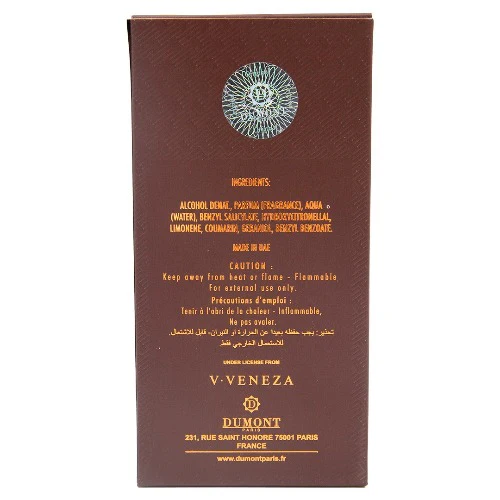 INGREDIENTS:
ALCOHOL DENAT., PARFUM (FRAGRANCE), AQUA
(WATER), BENZYL SALICYLATE, HYDROXYCITRONELLAL,
LIMONENE, COUMARIN, GERANIOL, BENZYL BENZOATE.
MADE IN UAE
CAUTION :
Keep away from heat or flame - Flammable
For external use only.
Précautions d'emploi :
Tenir à l'abri de la chaleur - Inflammable,
Ne pas avaler.
تحذير: يجب حفظه بعيدا عن الحرارة أو النيران، قابل للاشتعال.
للاستعمال الخارجي فقط
UNDER LICENSE FROM
V·VENEZA
D
DUMONT
PARIS
231, RUE SAINT HONORE 75001 PARIS
FRANCE
www.dumontparis.fr